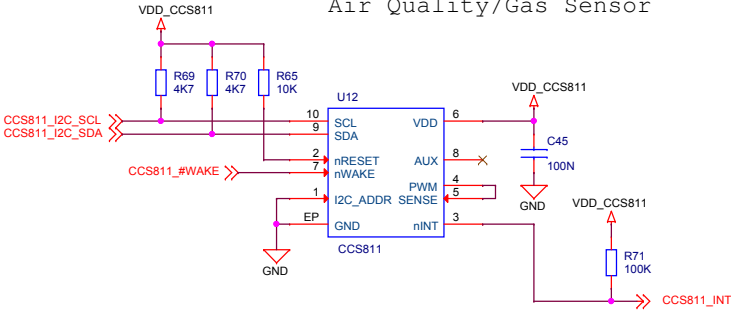 Air Quality/Gas Sensor
VDD_CCS811
R69
4K7
R70
4K7
R65
10K
U12
VDD_CCS811
CCS811_I2C_SCL
CCS811_I2C_SDA
10
SCL
9
SDA
VDD
6
C45
100N
2
nRESET
7
nWAKE
AUX
8
CCS811_#WAKE
1
I2C_ADDR
PWM
4
SENSE
5
GND
VDD_CCS811
EP
GND
nINT
3
CCS811
GND
R71
100K
CCS811_INT